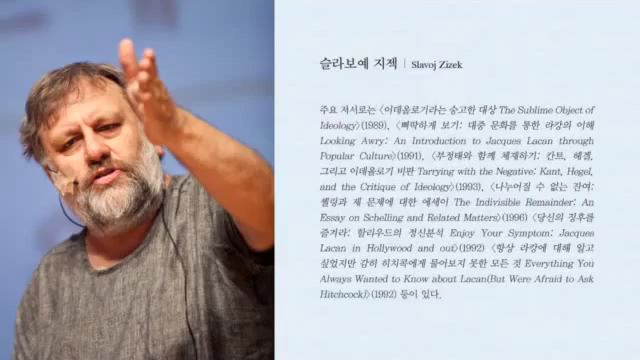 슬라보예 지젝 | Slavoj Zizek
주요 저서로는 <이데올로기라는 숭고한 대상 The Sublime Object of
Ideology>(1989), <삐딱하게 보기: 대중 문화를 통한 라캉의 이해
Looking Awry: An Introduction to Jacques Lacan through
Popular Culture>(1991), <부정태와 함께 체재하기: 칸트, 헤겔,
그리고 이데올로기 비판 Tarrying with the Negative: Kant, Hegel,
and the Critique of Ideology>(1993), <나누어질 수 없는 잔여:
셸링과 제 문제에 대한 에세이 The Indivisible Remainder: An
Essay on Schelling and Related Matters>(1996) <당신의 징후를
즐겨라: 할리우드의 정신분석 Enjoy Your Symptom: Jacques
Lacan in Hollywood and out>(1992) <항상 라캉에 대해 알고
싶었지만 감히 히치콕에게 물어보지 못한 모든 것 Everything You
Always Wanted to Know about Lacan(But Were Afraid to Ask
Hitchcock)>(1992) 등이 있다.